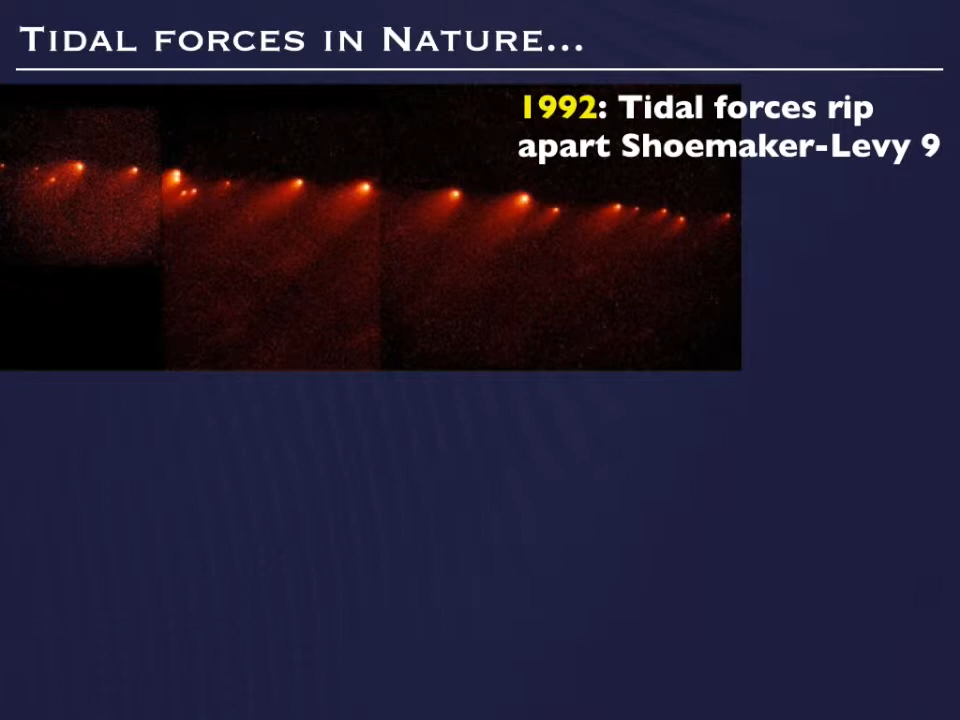 Tidal forces in Nature...
1992: Tidal forces rip
apart Shoemaker-Levy 9